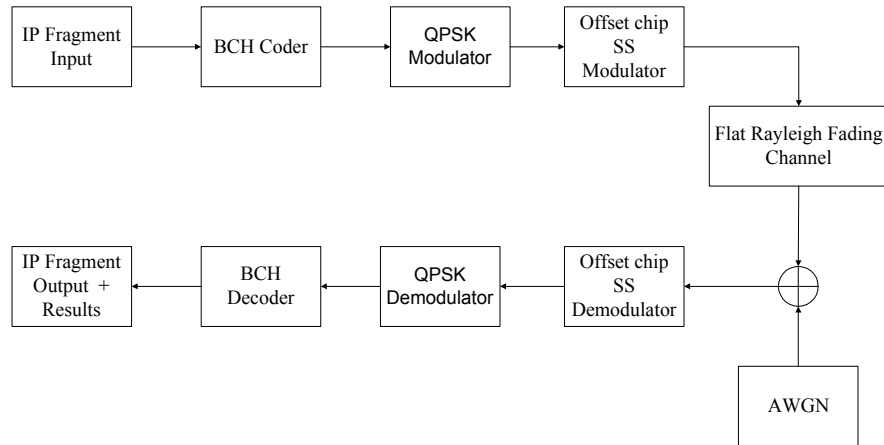 IP Fragment
Input
BCH Coder
QPSK
Modulator
Offset chip
SS
Modulator
Flat Rayleigh Fading
Channel
IP Fragment
Output +
Results
BCH
Decoder
QPSK
Demodulator
Offset chip
SS
Demodulator
AWGN